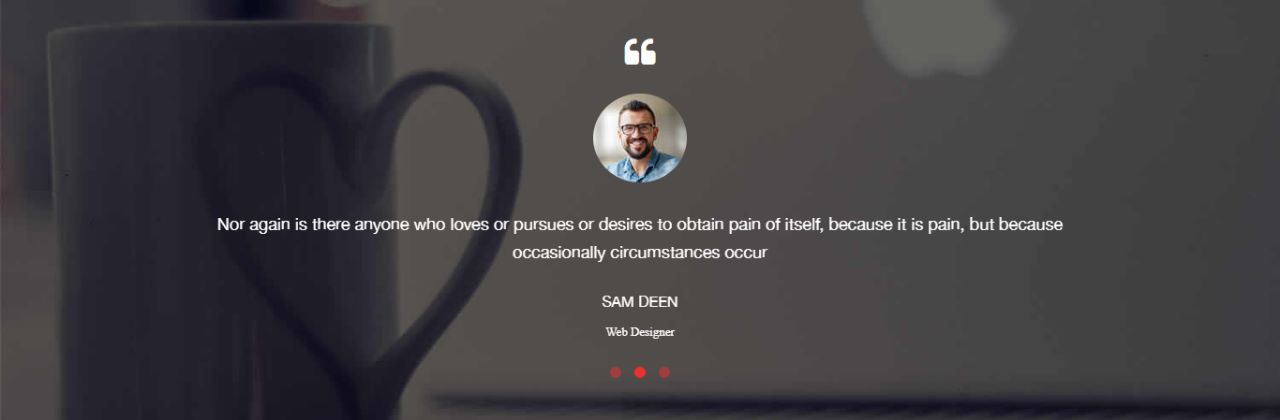 Nor again is there anyone who loves or pursues or desires to obtain pain of itself, because it is pain, but because
occasionally circumstances occur
SAM DEEN
Web Designer